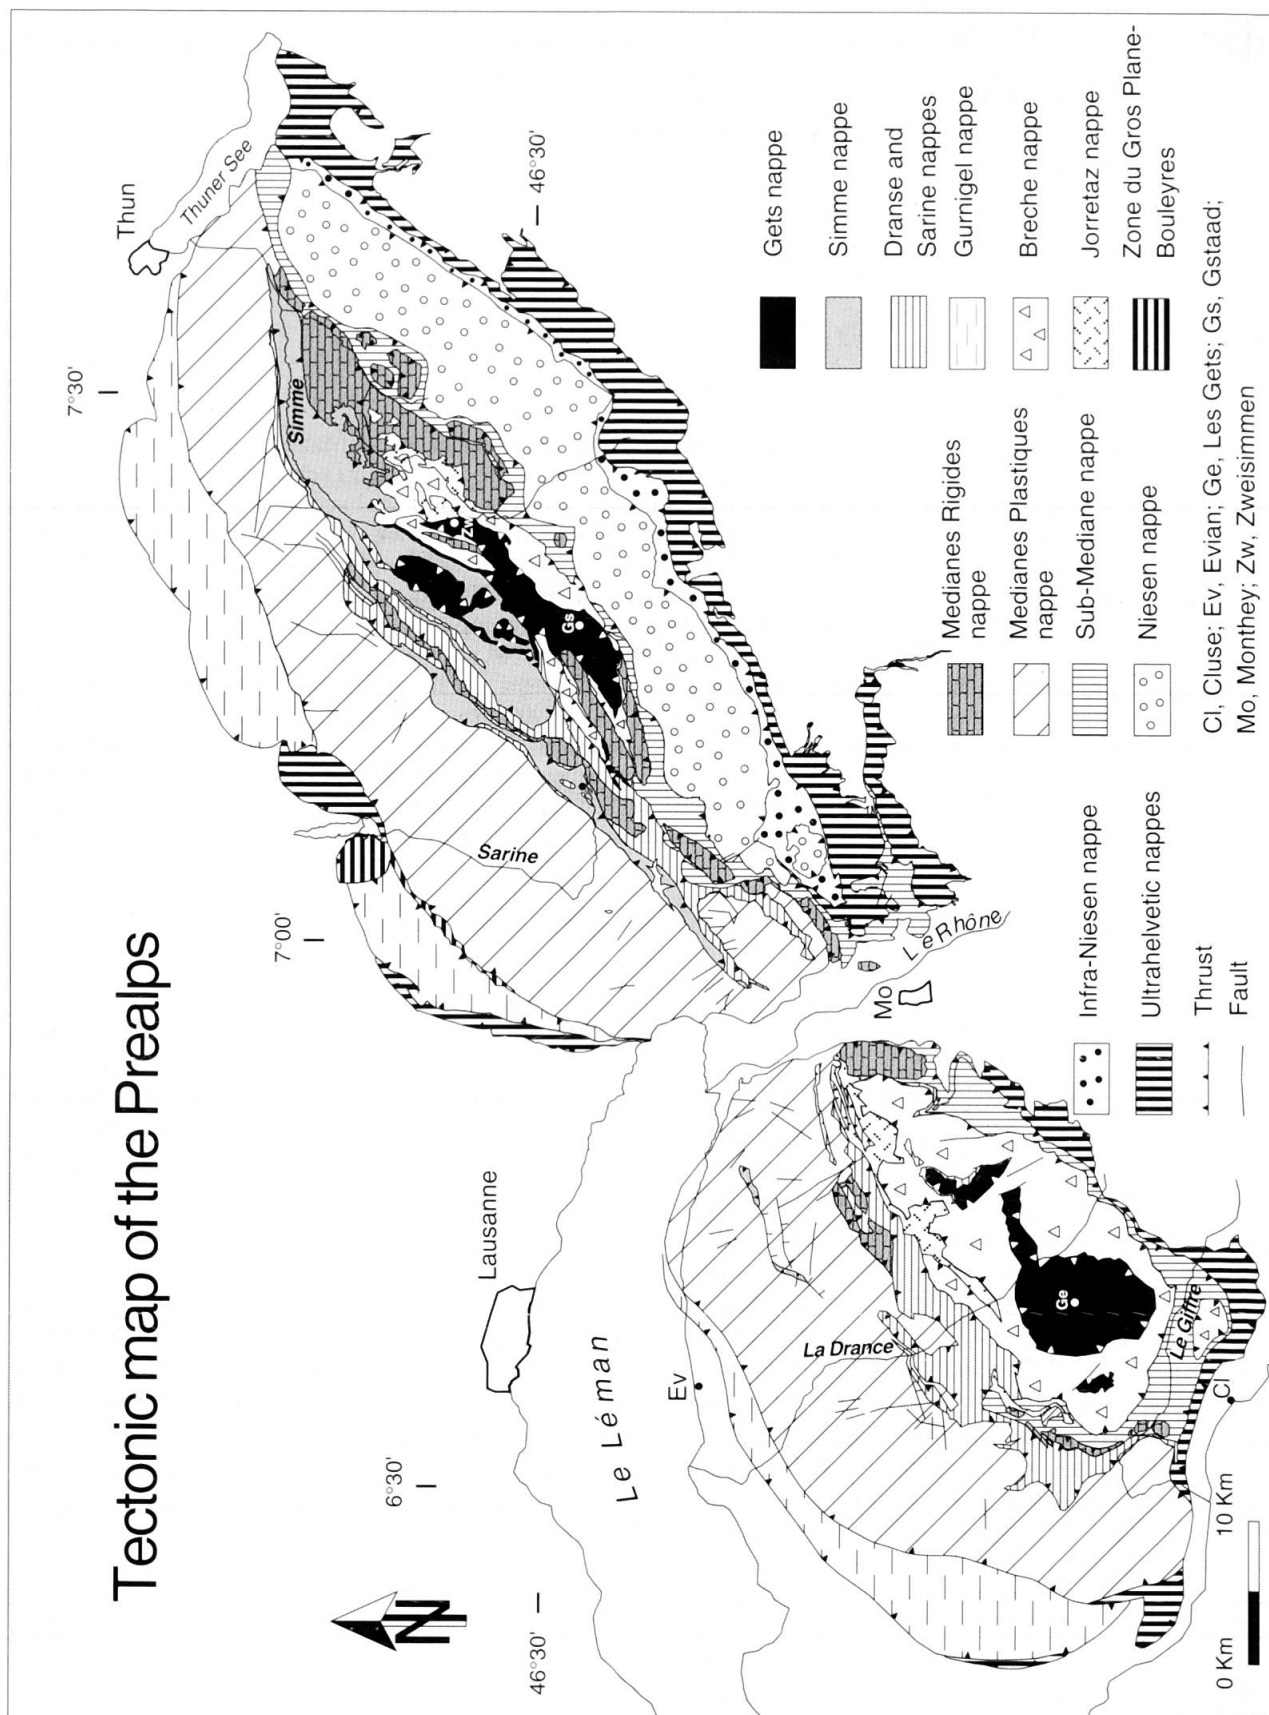 Tectonic map of the Prealps
N
46°30'
6°30'
7°00'
7°30'
46°30'
Thun
Thuner See
Simme
Zw
Gs
Sarine
Lausanne
Le Léman
Ev
Le Rhône
Mo
La Drance
Ge
Le Giffre
Cl
0 Km
10 Km
Infra-Niesen nappe
Ultrahelvetic nappes
Thrust
Fault
Medianes Rigides
nappe
Medianes Plastiques
nappe
Sub-Mediane nappe
Niesen nappe
Gets nappe
Simme nappe
Dranse and
Sarine nappes
Gurnigel nappe
Breche nappe
Jorretaz nappe
Zone du Gros Plane-
Bouleyres
Cl, Cluse; Ev, Evian; Ge, Les Gets; Gs, Gstaad;
Mo, Monthey; Zw, Zweisimmen